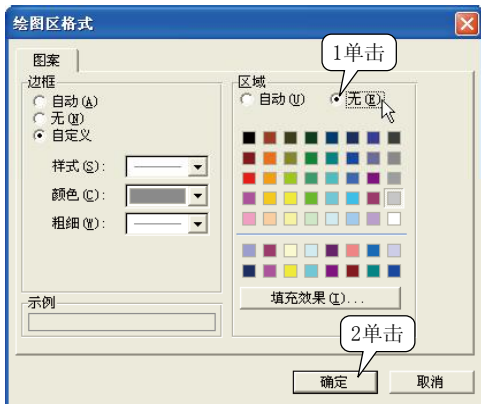 绘图区格式
1单击
图案
边框
自动(A)
无(N)
自定义
样式(S):
颜色(C):
粗细(W):
示例
区域
自动(U)
无(E)
填充效果(I)...
2单击
确定
取消